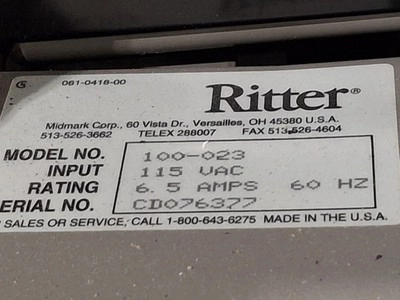 061-0418-00
Ritter®
Midmark Corp., 60 Vista Dr., Versailles, OH 45380 U.S.A.
513-526-3662 TELEX 288007 FAX 513-526-4604
MODEL NO. 100-023
INPUT 115 VAC
RATING 6.5 AMPS 60 HZ
ERIAL NO. CD076377
SALES OR SERVICE, CALL 1-800-643-6275 MADE IN THE U.S.A.